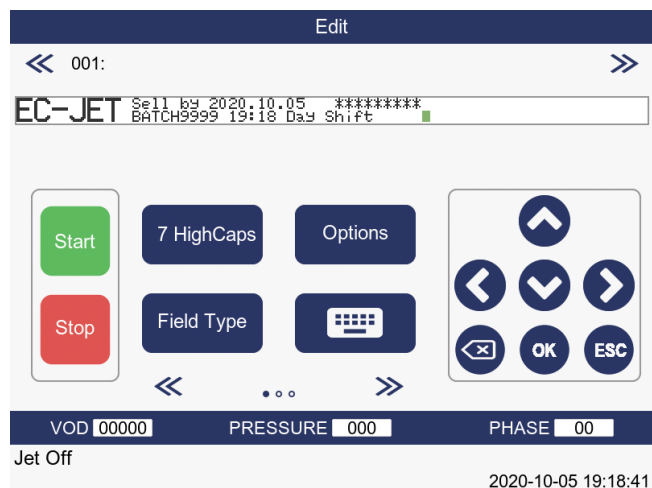 Edit
001:
EC-JET Sell by 2020.10.05 *********
BATCH9999 19:18 Day Shift
Start 7 HighCaps Options
Stop Field Type
OK ESC
VOD 00000 PRESSURE 000 PHASE 00
Jet Off
2020-10-05 19:18:41